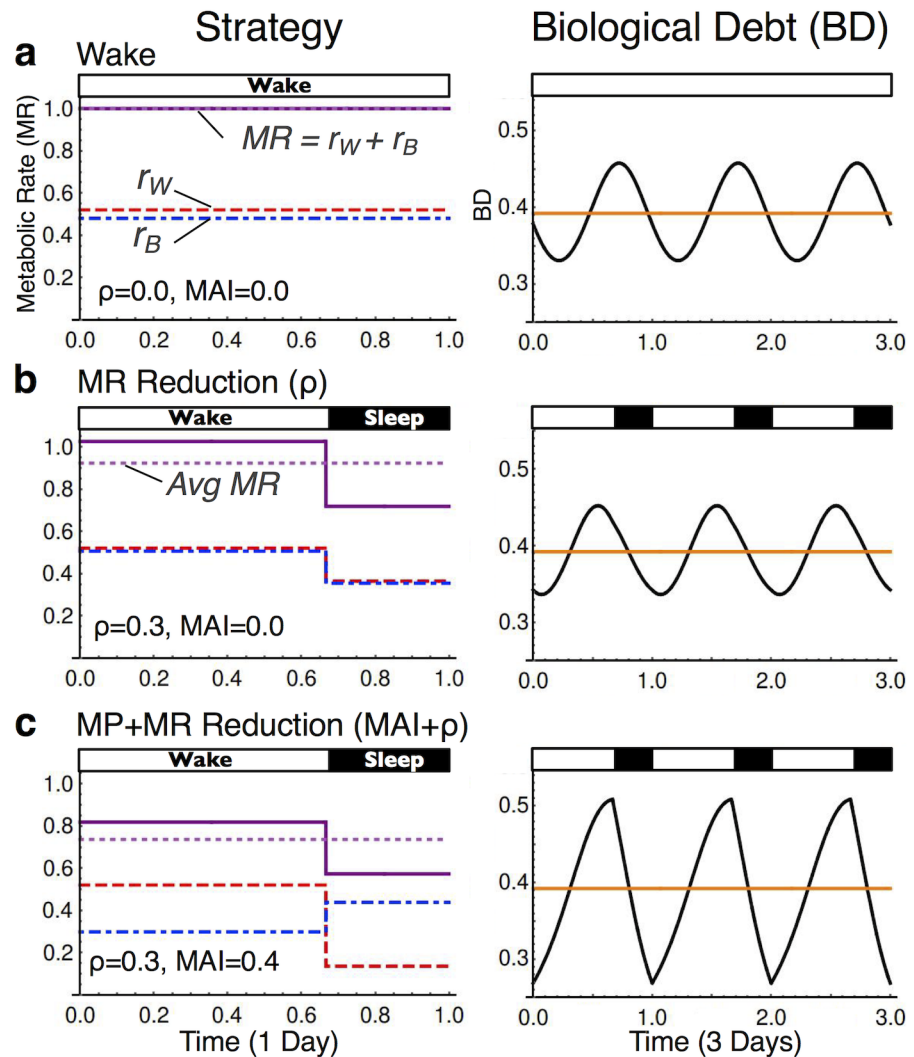 Strategy
Biological Debt (BD)
a Wake
Wake
Metabolic Rate (MR)
1.0
0.8
0.6
0.4
0.2
MR = rW + rB
rW
rB
ρ=0.0, MAI=0.0
0.0 0.2 0.4 0.6 0.8 1.0
BD
0.5
0.4
0.3
0.0 1.0 2.0 3.0
b MR Reduction (ρ)
Wake Sleep
1.0
0.8
0.6
0.4
0.2
Avg MR
ρ=0.3, MAI=0.0
0.0 0.2 0.4 0.6 0.8 1.0
0.5
0.4
0.3
0.0 1.0 2.0 3.0
c MP+MR Reduction (MAI+ρ)
Wake Sleep
1.0
0.8
0.6
0.4
0.2
ρ=0.3, MAI=0.4
0.0 0.2 0.4 0.6 0.8 1.0
Time (1 Day)
0.5
0.4
0.3
0.0 1.0 2.0 3.0
Time (3 Days)